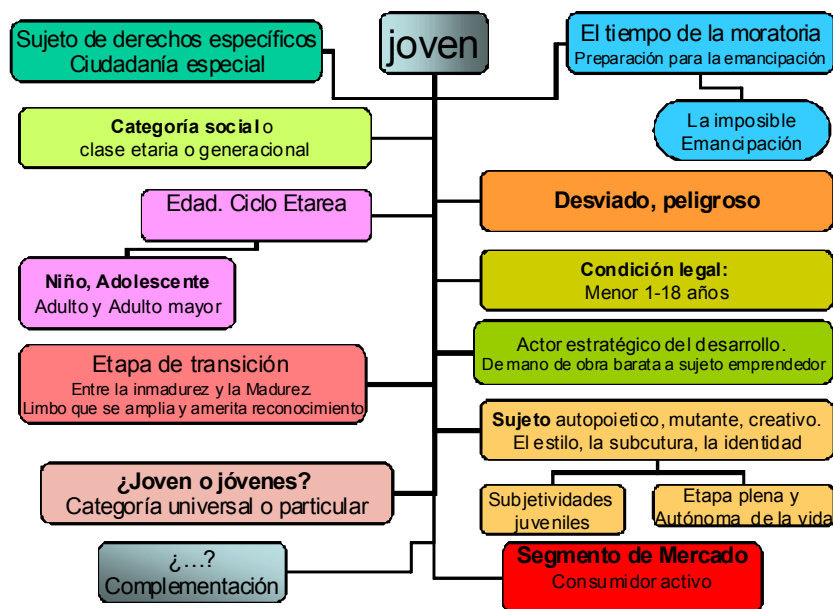 joven
Sujeto de derechos específicos
Ciudadanía especial
El tiempo de la moratoria
Preparación para la emancipación
La imposible
Emancipación
Categoría social o
clase etaria o generacional
Edad. Ciclo Etarea
Niño, Adolescente
Adulto y Adulto mayor
Desviado, peligroso
Condición legal:
Menor 1-18 años
Actor estratégico del desarrollo.
De mano de obra barata a sujeto emprendedor
Etapa de transición
Entre la inmadurez y la Madurez.
Limbo que se amplia y amerita reconocimiento
Sujeto autopoietico, mutante, creativo.
El estilo, la subcutura, la identidad
Subjetividades
juveniles
Etapa plena y
Autónoma de la vida
¿Joven o jóvenes?
Categoría universal o particular
¿…?
Complementación
Segmento de Mercado
Consumidor activo